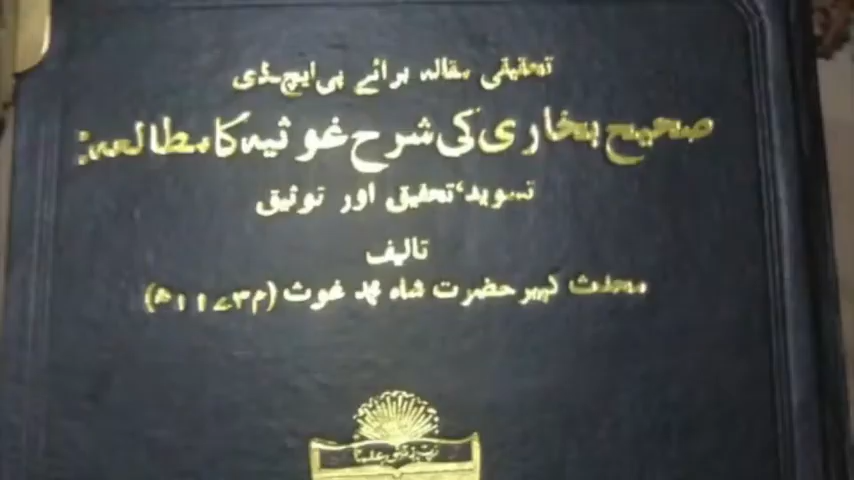 تحقیقی مقالہ برائے پی ایچ۔ڈی
صحیح بخاری کی شرح غوثیہ کا مطالعہ:
تسوید، تحقیق اور توثیق
تالیف
محدث کبیر حضرت شاہ محمد غوث (م ۱۱۷۳ھ)